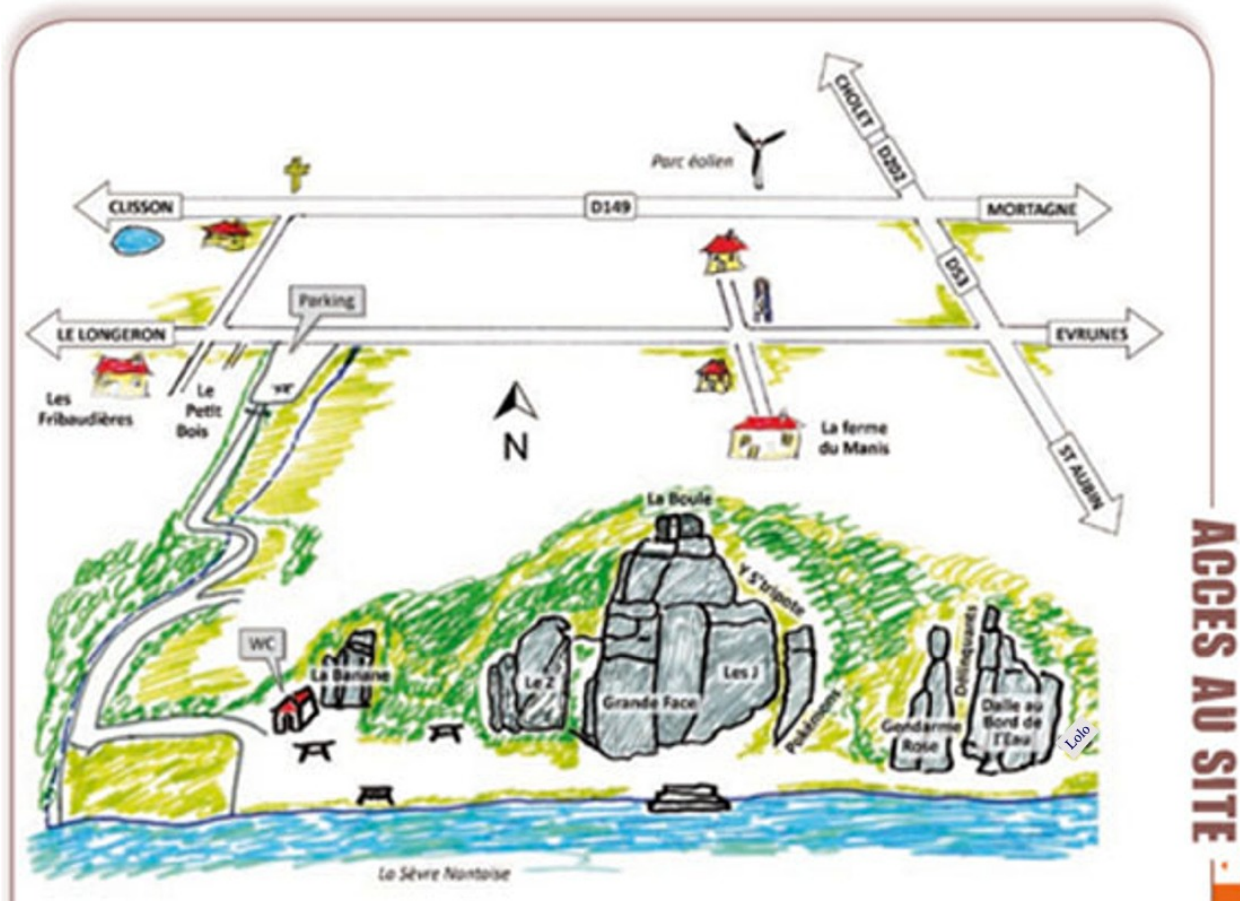 CHOLET
D202
Parc éolien
CLISSON
D149
MORTAGNE
D53
Parking
LE LONGERON
EVRUNES
Les
Fribaudières
Le
Petit
Bois
N
La ferme
du Manis
ST AUBIN
La Boule
Y S'tripote
WC
La Banane
Le Z
Grande Face
Les J
Pokémons
Gendarme
Rose
Délinquants
Dalle au
Bord de
l'Eau
Lolo
La Sèvre Nantaise
ACCES AU SITE